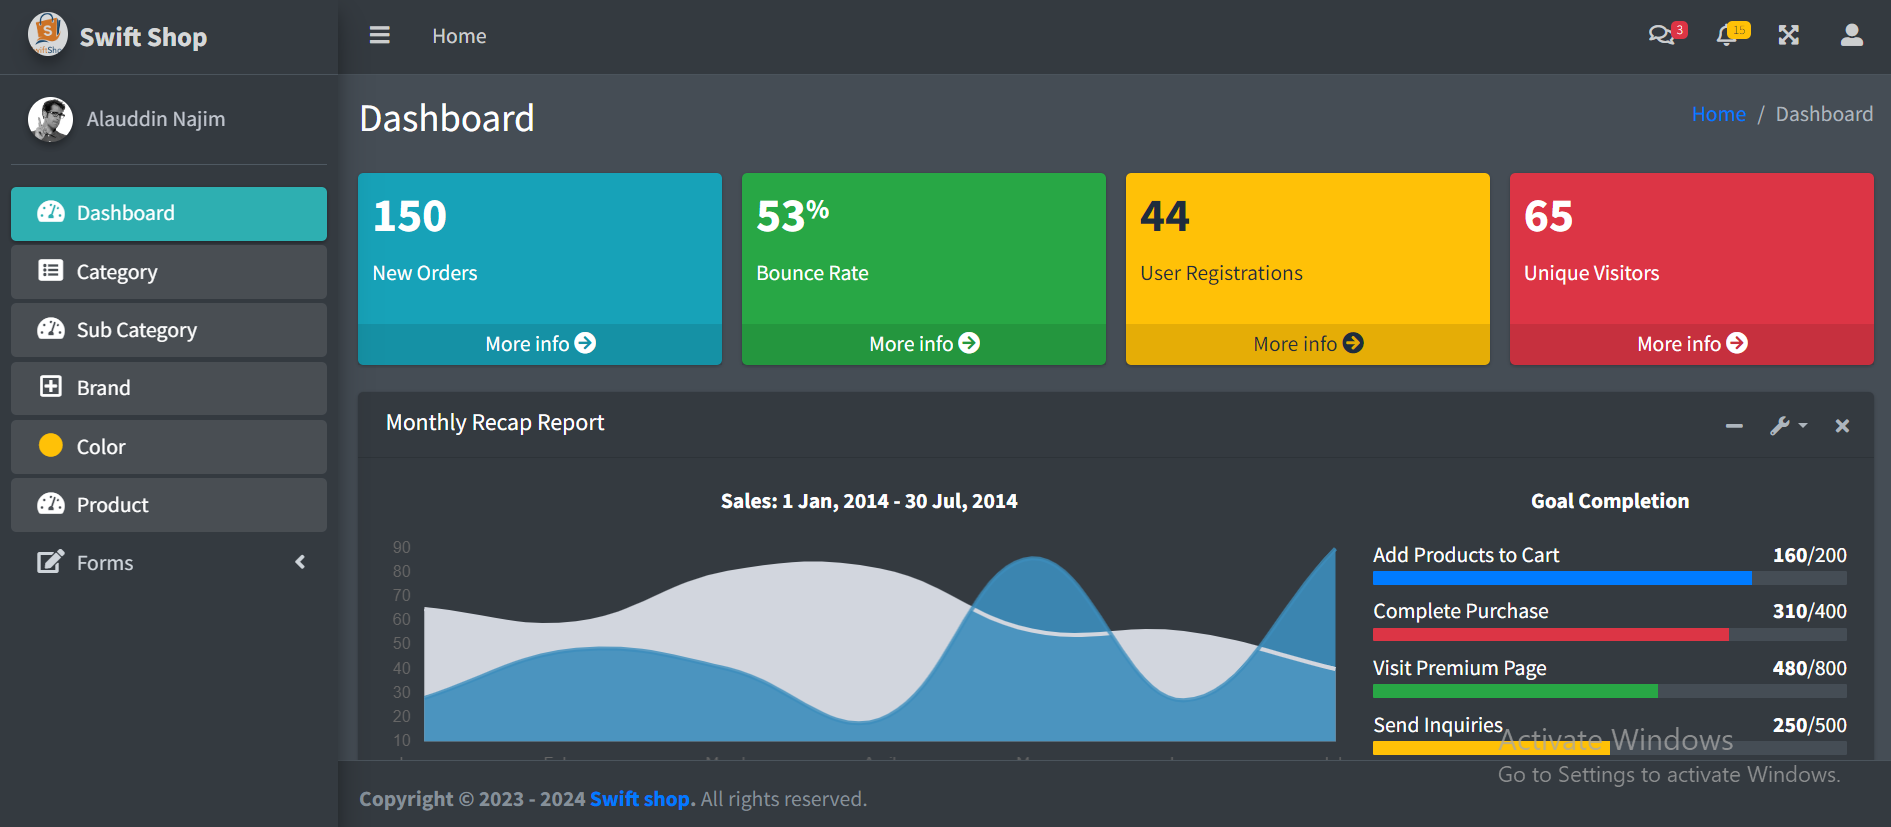 Swift Shop
Home
3
15
Alauddin Najim
Dashboard
Home / Dashboard
Dashboard
Category
Sub Category
Brand
Color
Product
Forms
150
New Orders
More info
53%
Bounce Rate
More info
44
User Registrations
More info
65
Unique Visitors
More info
Monthly Recap Report
Sales: 1 Jan, 2014 - 30 Jul, 2014
90
80
70
60
50
40
30
20
10
Goal Completion
Add Products to Cart 160/200
Complete Purchase 310/400
Visit Premium Page 480/800
Send Inquiries 250/500
Activate Windows
Go to Settings to activate Windows.
Copyright © 2023 - 2024 Swift shop. All rights reserved.